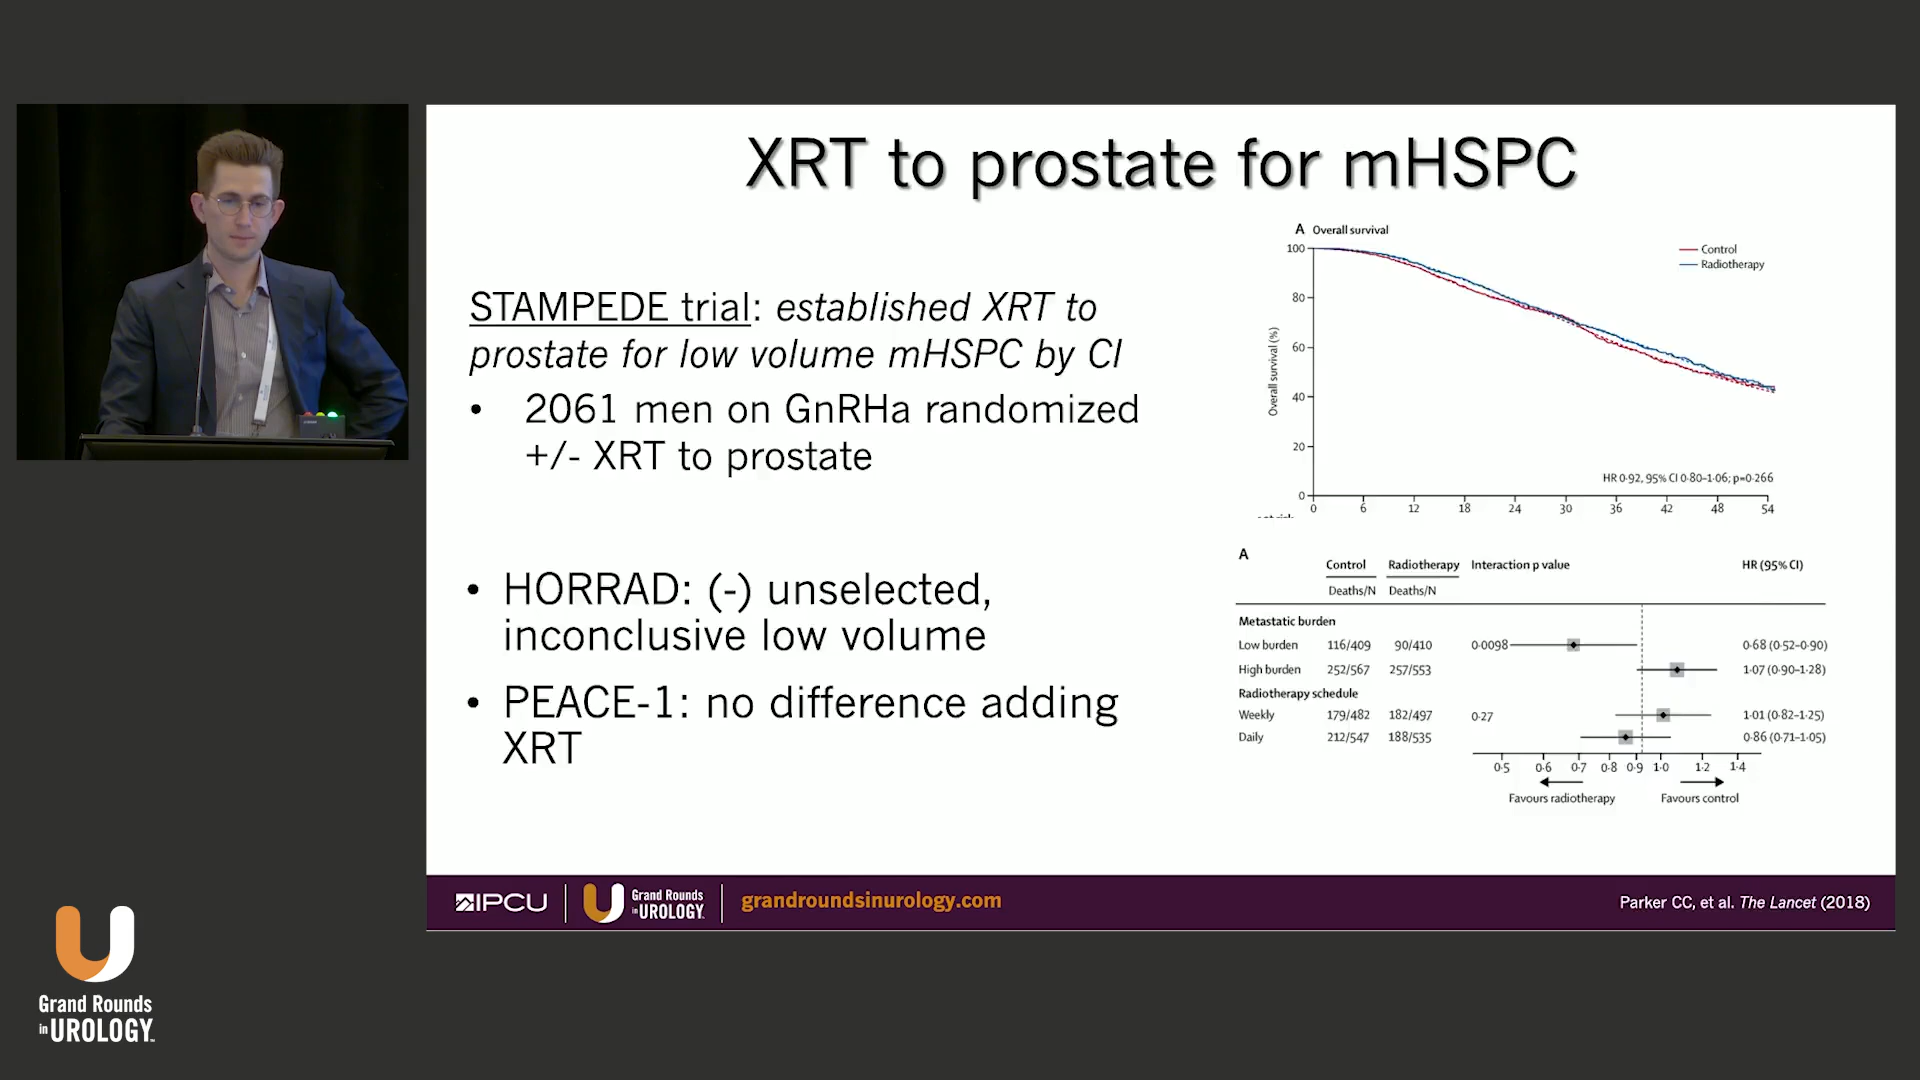 XRT to prostate for mHSPC
STAMPEDE trial: established XRT to
prostate for low volume mHSPC by CI
• 2061 men on GnRHa randomized
+/- XRT to prostate
• HORRAD: (-) unselected,
inconclusive low volume
• PEACE-1: no difference adding
XRT
A Overall survival
Control
Radiotherapy
Overall survival (%)
100
80
60
40
20
0
HR 0·92, 95% CI 0·80–1·06; p=0·266
0 6 12 18 24 30 36 42 48 54
A
Control Radiotherapy Interaction p value HR (95% CI)
Deaths/N Deaths/N
Metastatic burden
Low burden 116/409 90/410 0·0098 0·68 (0·52–0·90)
High burden 252/567 257/553 1·07 (0·90–1·28)
Radiotherapy schedule
Weekly 179/482 182/497 0·27 1·01 (0·82–1·25)
Daily 212/547 188/535 0·86 (0·71–1·05)
0·5 0·6 0·7 0·8 0·9 1·0 1·2 1·4
Favours radiotherapy Favours control
IPCU
Grand Rounds
in UROLOGY
grandroundsinurology.com
Parker CC, et al. The Lancet (2018)
Grand Rounds
in UROLOGY